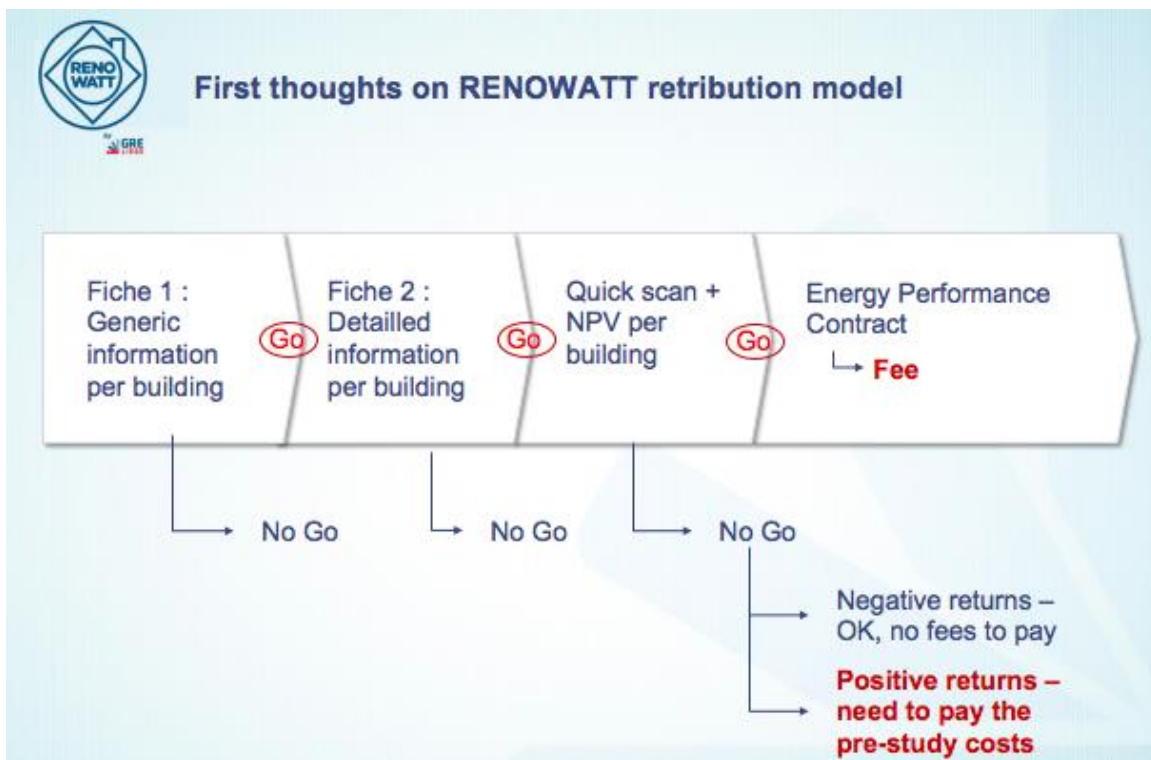 RENO
WATT
by
GRE
First thoughts on RENOWATT retribution model
Fiche 1 :
Generic
information
per building
Go
Fiche 2 :
Detailled
information
per building
Go
Quick scan +
NPV per
building
Go
Energy Performance
Contract
Fee
No Go
No Go
No Go
Negative returns –
OK, no fees to pay
Positive returns –
need to pay the
pre-study costs